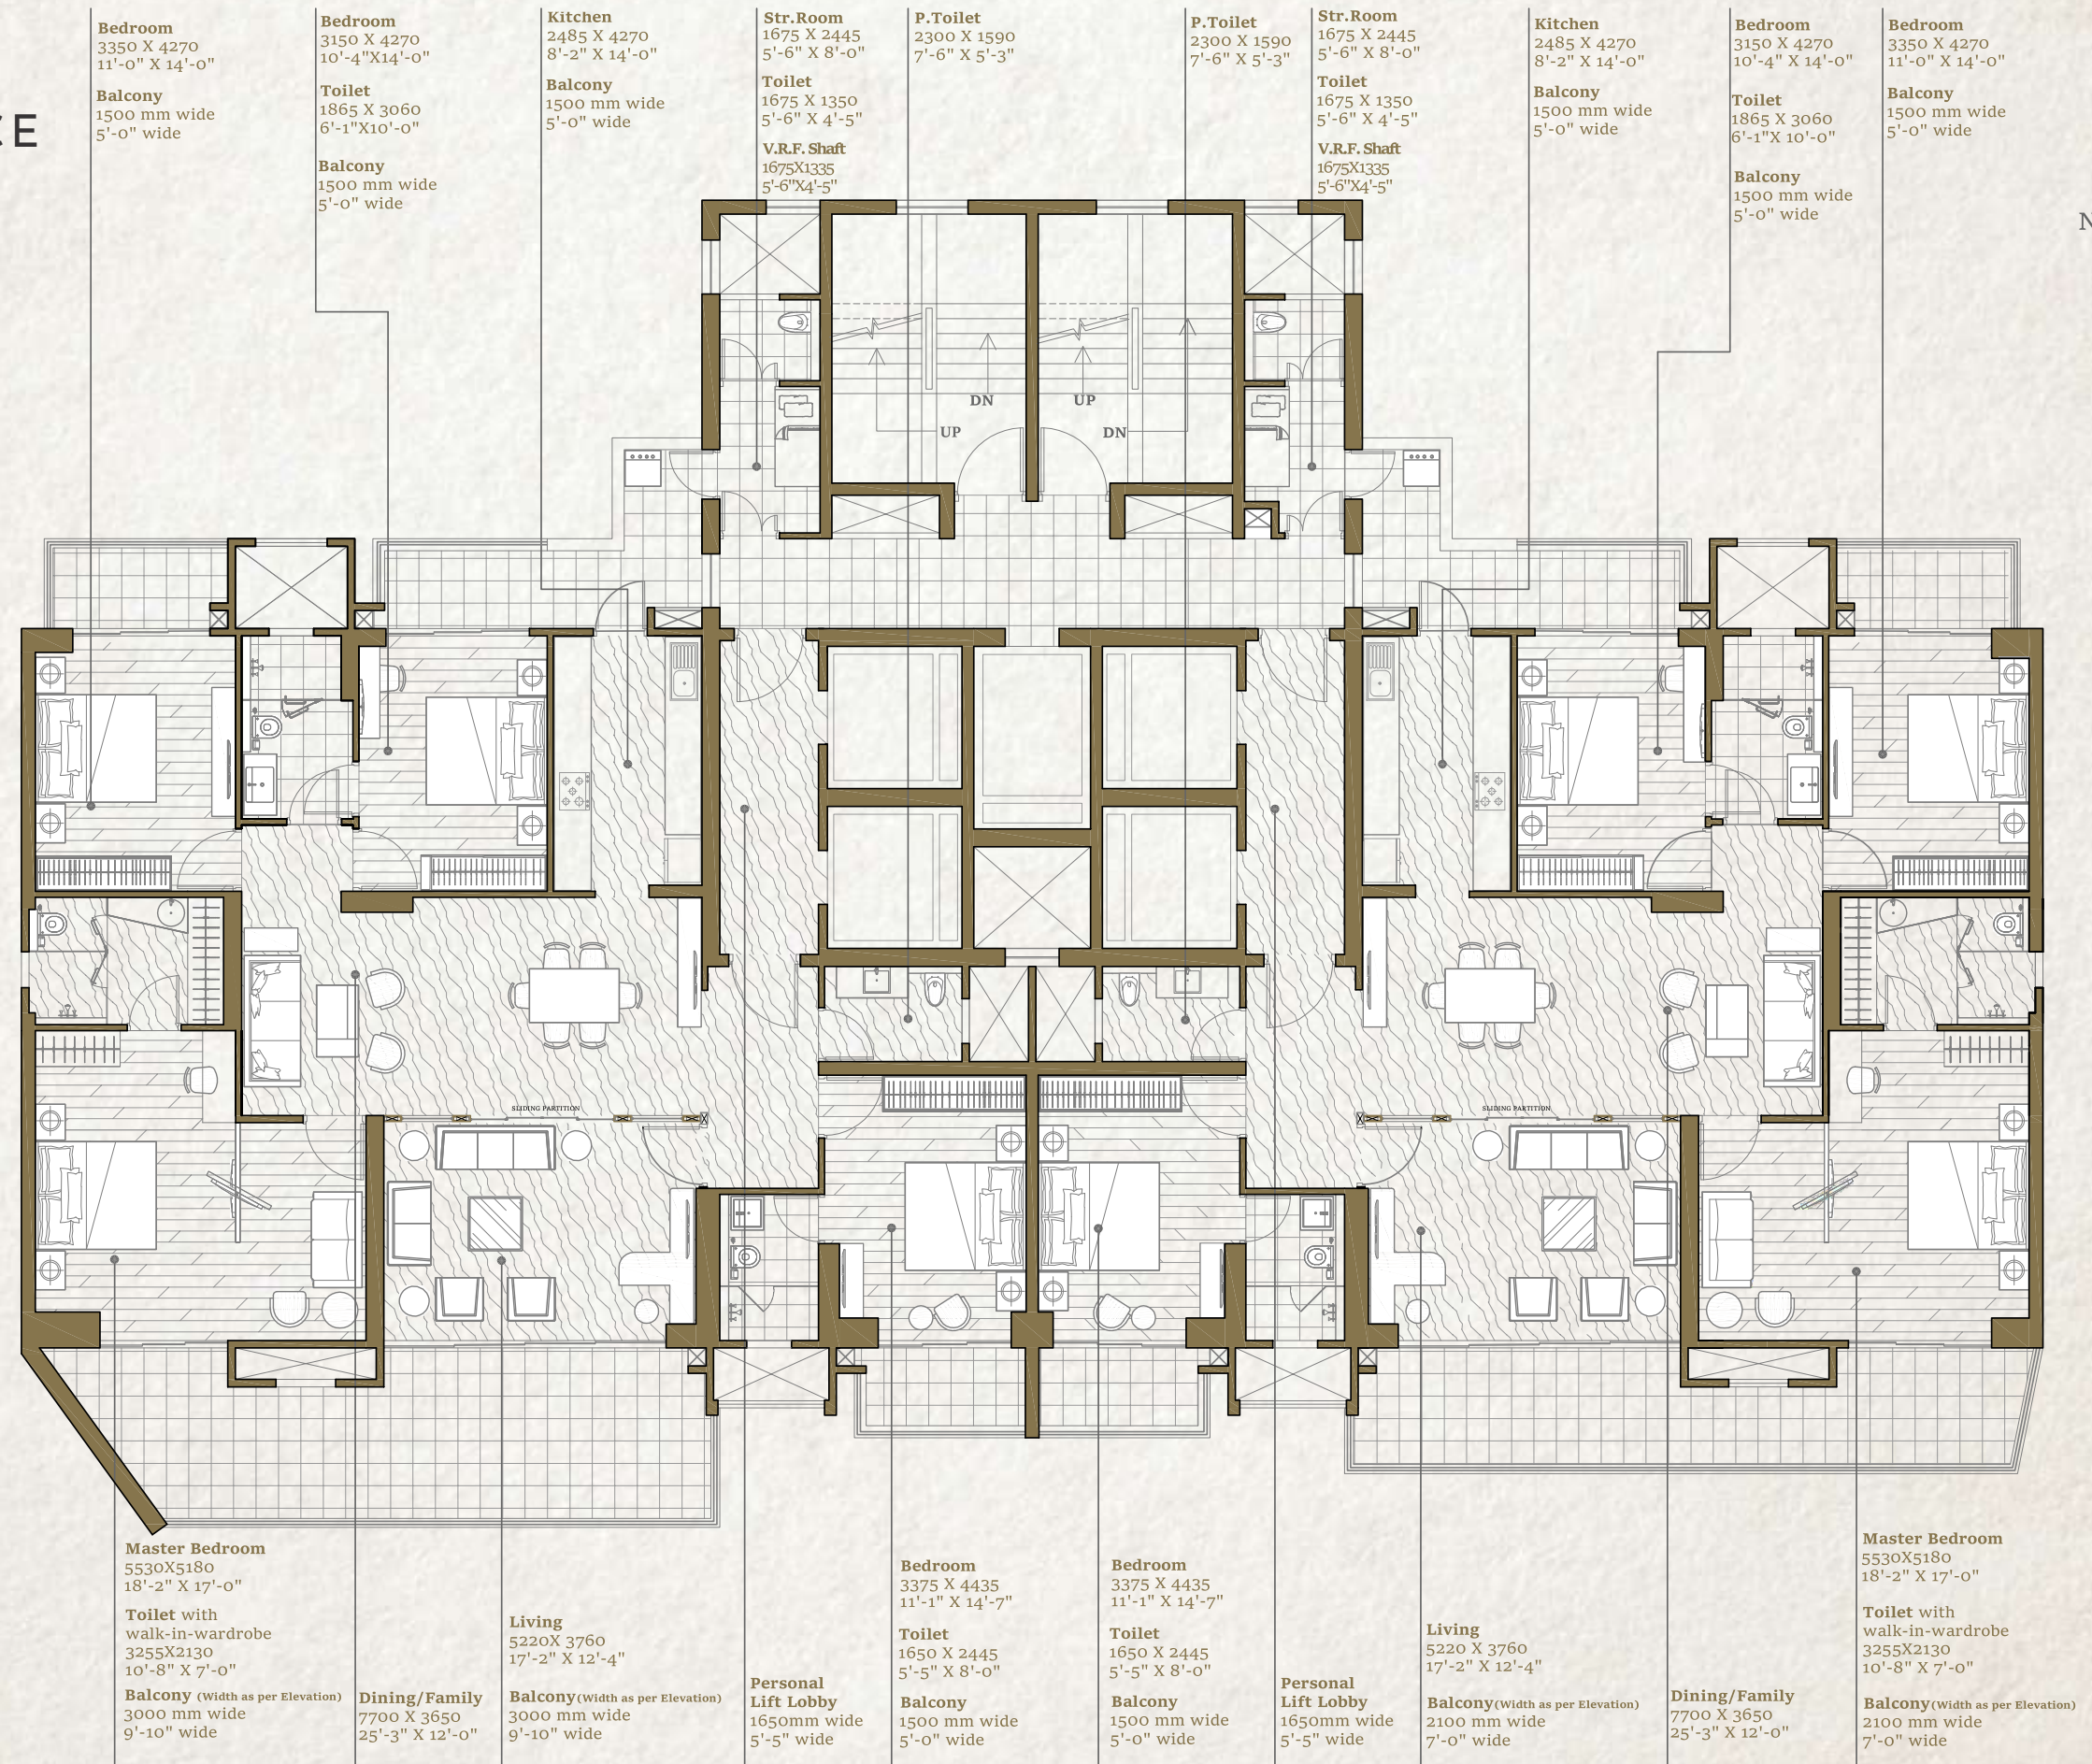 CE
Bedroom
3350 X 4270
11'-0" X 14'-0"
Balcony
1500 mm wide
5'-0" wide
Bedroom
3150 X 4270
10'-4"X14'-0"
Toilet
1865 X 3060
6'-1"X10'-0"
Balcony
1500 mm wide
5'-0" wide
Kitchen
2485 X 4270
8'-2" X 14'-0"
Balcony
1500 mm wide
5'-0" wide
Str.Room
1675 X 2445
5'-6" X 8'-0"
Toilet
1675 X 1350
5'-6" X 4'-5"
V.R.F. Shaft
1675X1335
5'-6"X4'-5"
P.Toilet
2300 X 1590
7'-6" X 5'-3"
P.Toilet
2300 X 1590
7'-6" X 5'-3"
Str.Room
1675 X 2445
5'-6" X 8'-0"
Toilet
1675 X 1350
5'-6" X 4'-5"
V.R.F. Shaft
1675X1335
5'-6"X4'-5"
Kitchen
2485 X 4270
8'-2" X 14'-0"
Balcony
1500 mm wide
5'-0" wide
Bedroom
3150 X 4270
10'-4" X 14'-0"
Toilet
1865 X 3060
6'-1"X 10'-0"
Balcony
1500 mm wide
5'-0" wide
Bedroom
3350 X 4270
11'-0" X 14'-0"
Balcony
1500 mm wide
5'-0" wide
N
DN
UP
UP
DN
SLIDING PARTITION
SLIDING PARTITION
Master Bedroom
5530X5180
18'-2" X 17'-0"
Toilet with
walk-in-wardrobe
3255X2130
10'-8" X 7'-0"
Balcony (Width as per Elevation)
3000 mm wide
9'-10" wide
Dining/Family
7700 X 3650
25'-3" X 12'-0"
Living
5220X 3760
17'-2" X 12'-4"
Balcony(Width as per Elevation)
3000 mm wide
9'-10" wide
Personal
Lift Lobby
1650mm wide
5'-5" wide
Bedroom
3375 X 4435
11'-1" X 14'-7"
Toilet
1650 X 2445
5'-5" X 8'-0"
Balcony
1500 mm wide
5'-0" wide
Bedroom
3375 X 4435
11'-1" X 14'-7"
Toilet
1650 X 2445
5'-5" X 8'-0"
Balcony
1500 mm wide
5'-0" wide
Personal
Lift Lobby
1650mm wide
5'-5" wide
Living
5220 X 3760
17'-2" X 12'-4"
Balcony(Width as per Elevation)
2100 mm wide
7'-0" wide
Dining/Family
7700 X 3650
25'-3" X 12'-0"
Master Bedroom
5530X5180
18'-2" X 17'-0"
Toilet with
walk-in-wardrobe
3255X2130
10'-8" X 7'-0"
Balcony(Width as per Elevation)
2100 mm wide
7'-0" wide